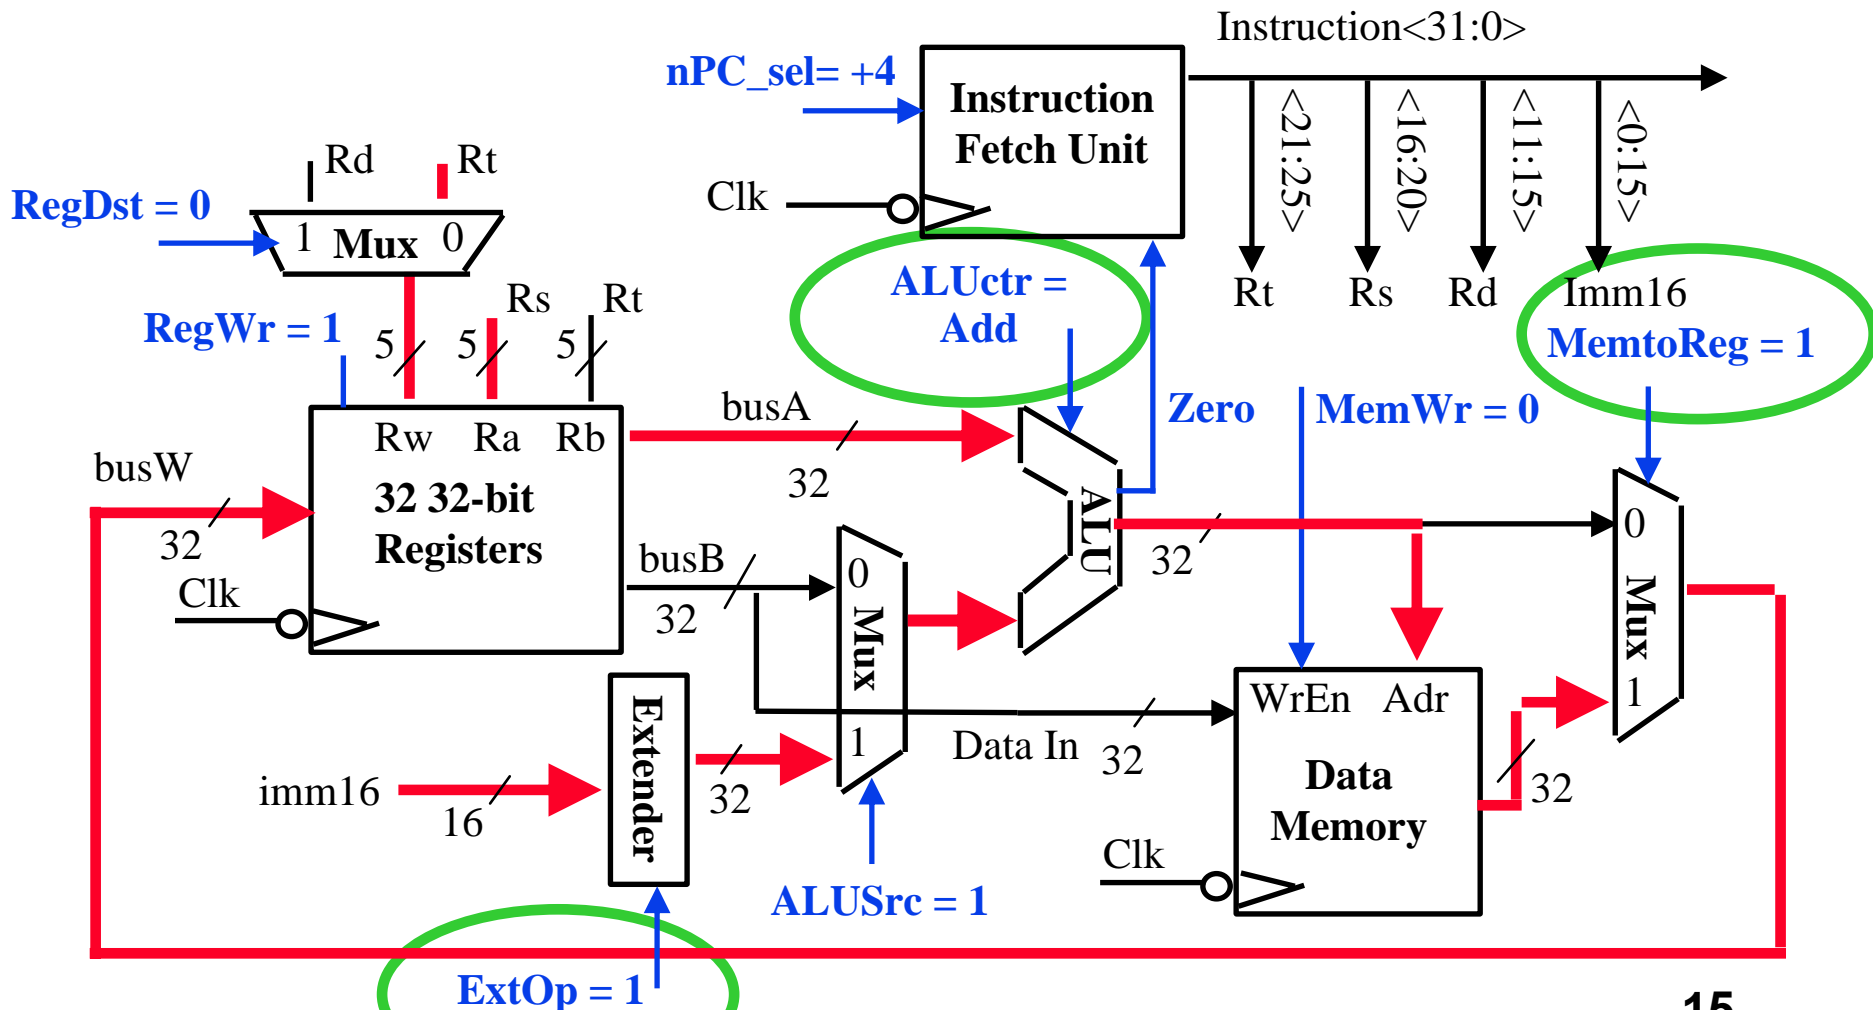 Instruction<31:0>
nPC_sel= +4
Instruction
Fetch Unit
Clk
<21:25>
<16:20>
<11:15>
<0:15>
Rt
Rs
Rd
Imm16
Rd
Rt
RegDst = 0
1
Mux
0
RegWr = 1
5
5
Rs
5
Rt
ALUctr =
Add
MemtoReg = 1
busA
32
Zero
MemWr = 0
busW
32
Rw
Ra
Rb
32 32-bit
Registers
Clk
busB
32
0
Mux
1
ALU
32
0
Mux
1
imm16
16
Extender
32
Data In
32
WrEn
Adr
Data
Memory
Clk
32
ALUSrc = 1
ExtOp = 1
15